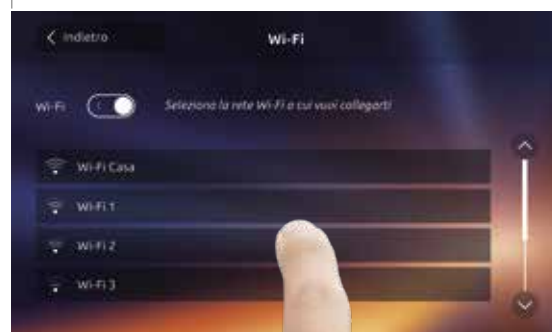 Indietro
Wi-Fi
Wi-Fi
Seleziona la rete Wi-Fi a cui vuoi collegarti
Wi-Fi Casa
Wi-Fi 1
Wi-Fi 2
Wi-Fi 3